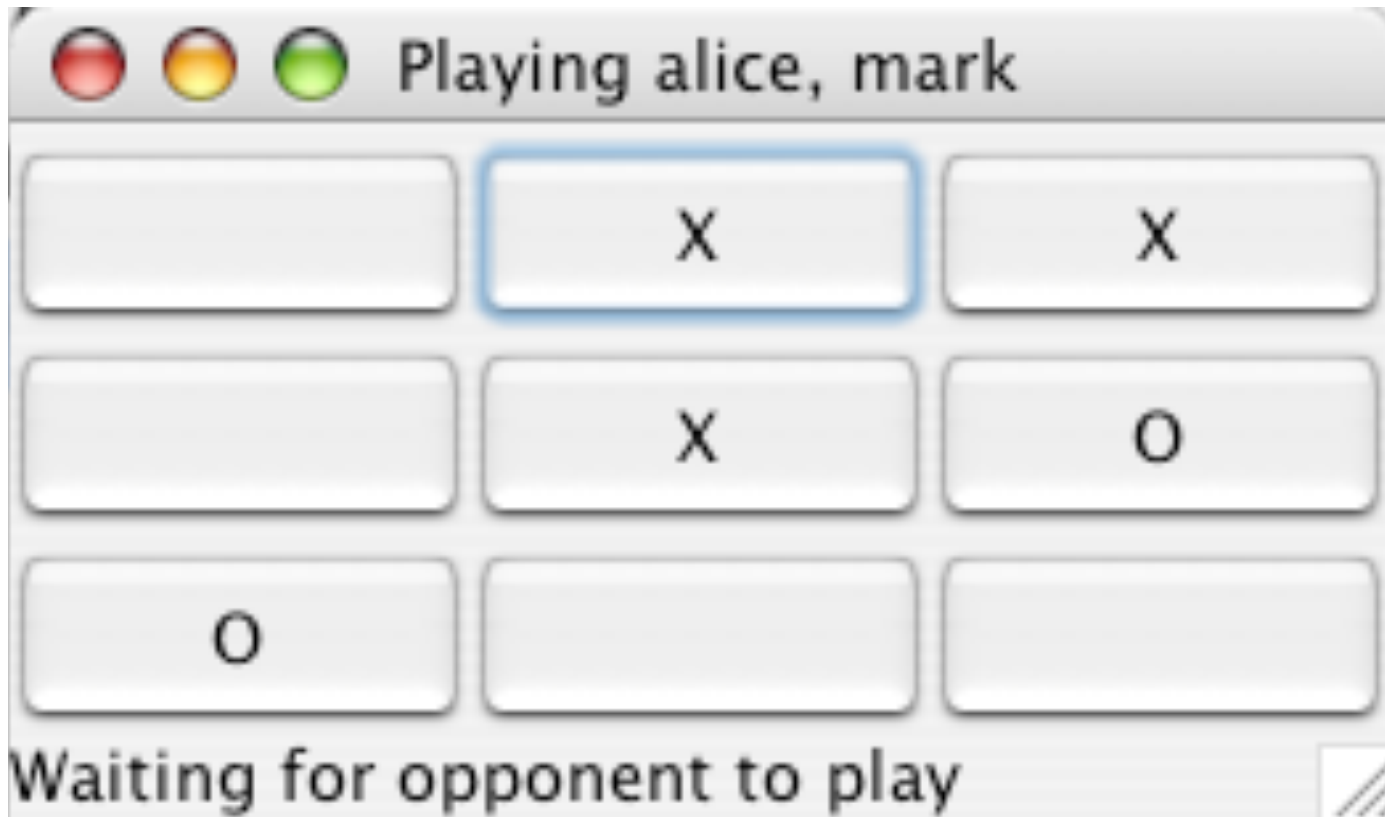 Playing alice, mark
X X
X O
O
Waiting for opponent to play